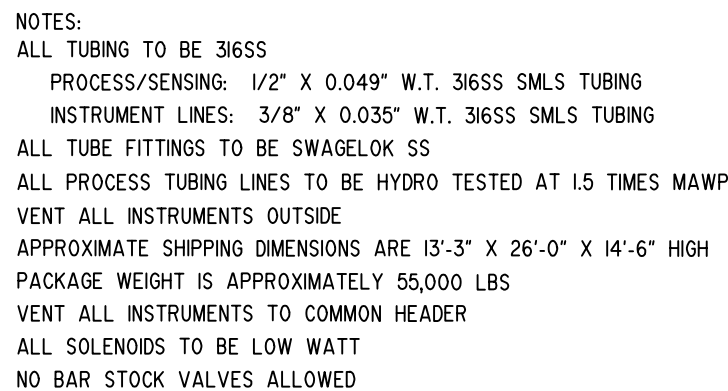 NOTES:
ALL TUBING TO BE 316SS
PROCESS/SENSING: 1/2" X 0.049" W.T. 316SS SMLS TUBING
INSTRUMENT LINES: 3/8" X 0.035" W.T. 316SS SMLS TUBING
ALL TUBE FITTINGS TO BE SWAGELOK SS
ALL PROCESS TUBING LINES TO BE HYDRO TESTED AT 1.5 TIMES MAWP
VENT ALL INSTRUMENTS OUTSIDE
APPROXIMATE SHIPPING DIMENSIONS ARE 13'-3" X 26'-0" X 14'-6" HIGH
PACKAGE WEIGHT IS APPROXIMATELY 55,000 LBS
VENT ALL INSTRUMENTS TO COMMON HEADER
ALL SOLENOIDS TO BE LOW WATT
NO BAR STOCK VALVES ALLOWED